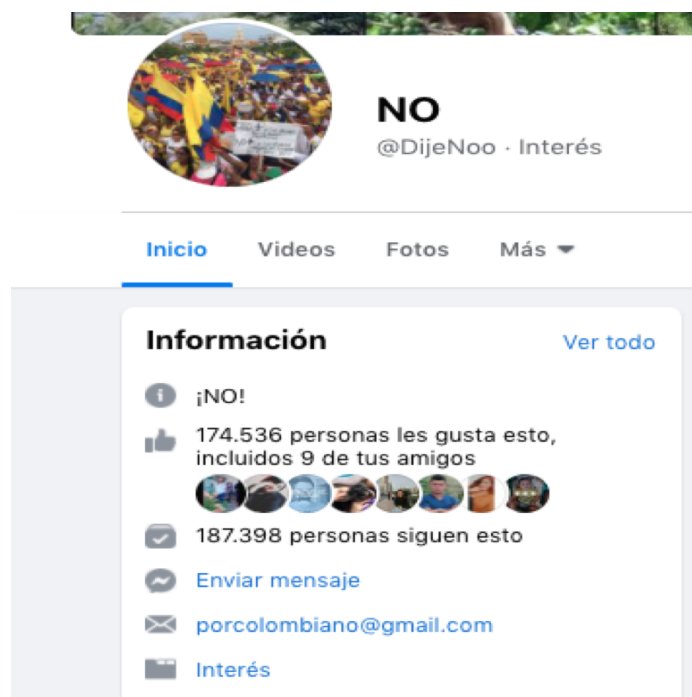 NO
@DijeNoo · Interés
Inicio Videos Fotos Más
Información Ver todo
¡NO!
174.536 personas les gusta esto,
incluidos 9 de tus amigos
187.398 personas siguen esto
Enviar mensaje
porcolombiano@gmail.com
Interés